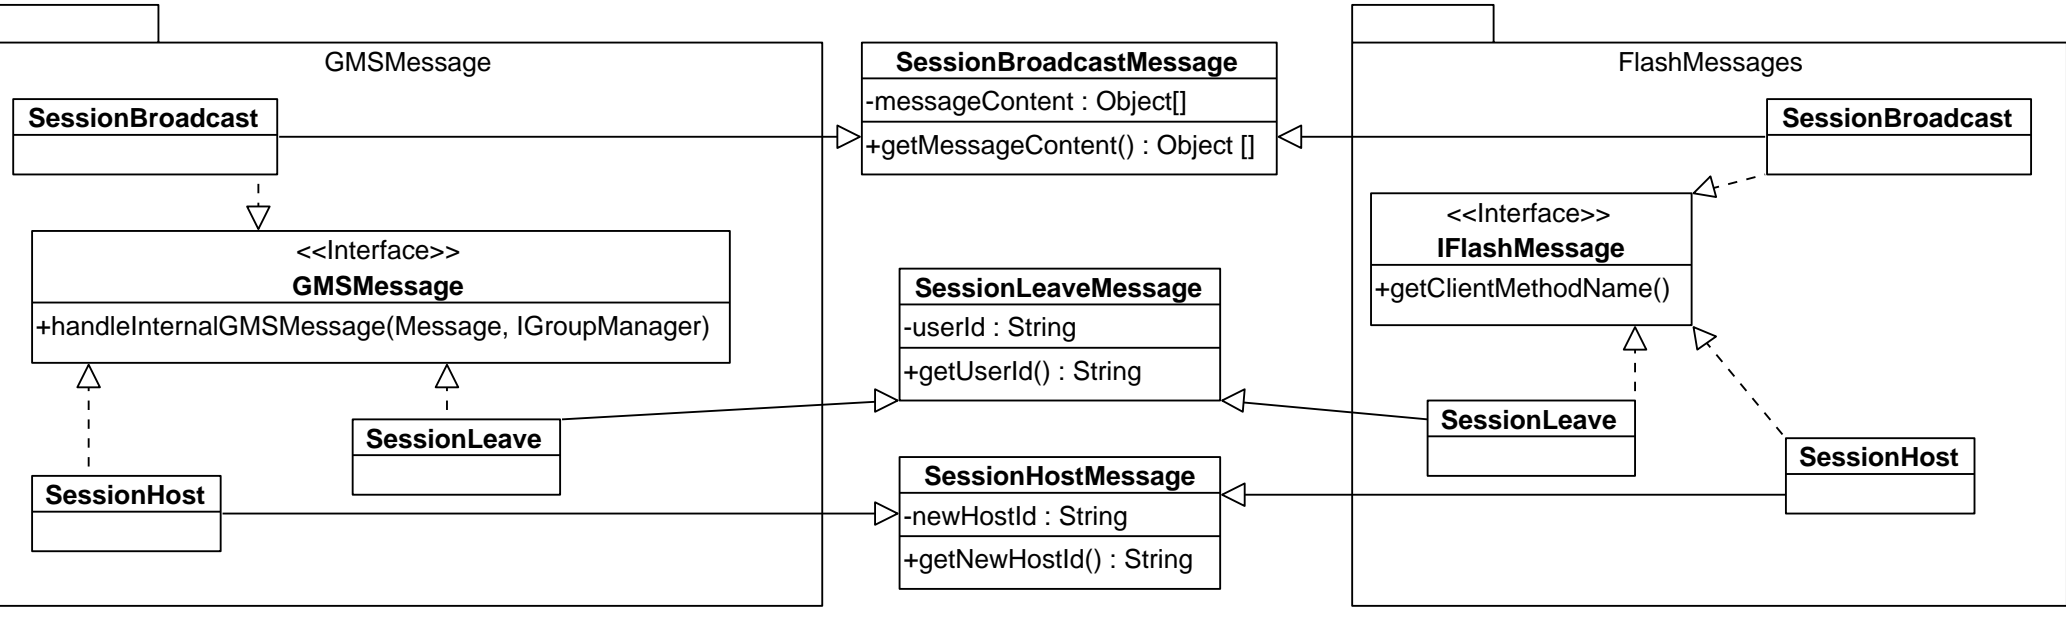 GMSMessage
SessionBroadcast
<<Interface>>
GMSMessage
+handleInternalGMSMessage(Message, IGroupManager)
SessionLeave
SessionHost
SessionBroadcastMessage
-messageContent : Object[]
+getMessageContent() : Object []
SessionLeaveMessage
-userId : String
+getUserId() : String
SessionHostMessage
-newHostId : String
+getNewHostId() : String
FlashMessages
SessionBroadcast
<<Interface>>
IFlashMessage
+getClientMethodName()
SessionLeave
SessionHost